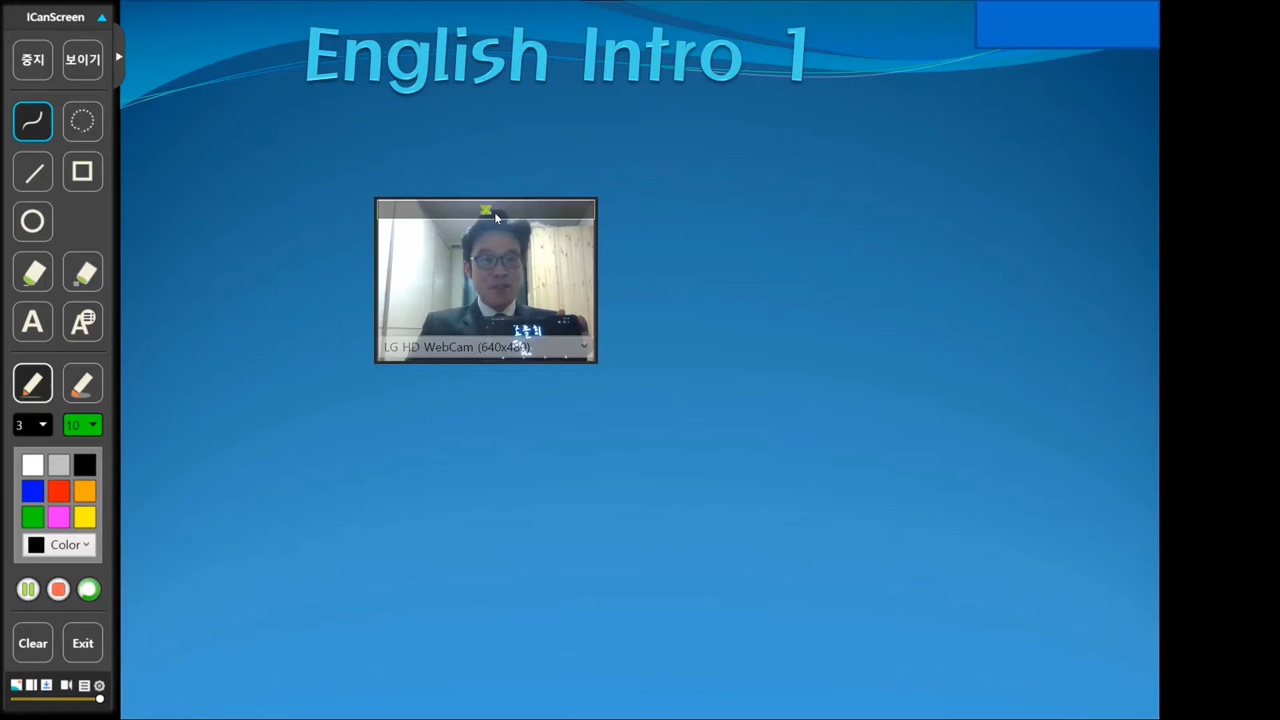 ICanScreen
English Intro 1
중지 보이기
LG HD WebCam (640x480)
A A
3 10
Color
Clear Exit